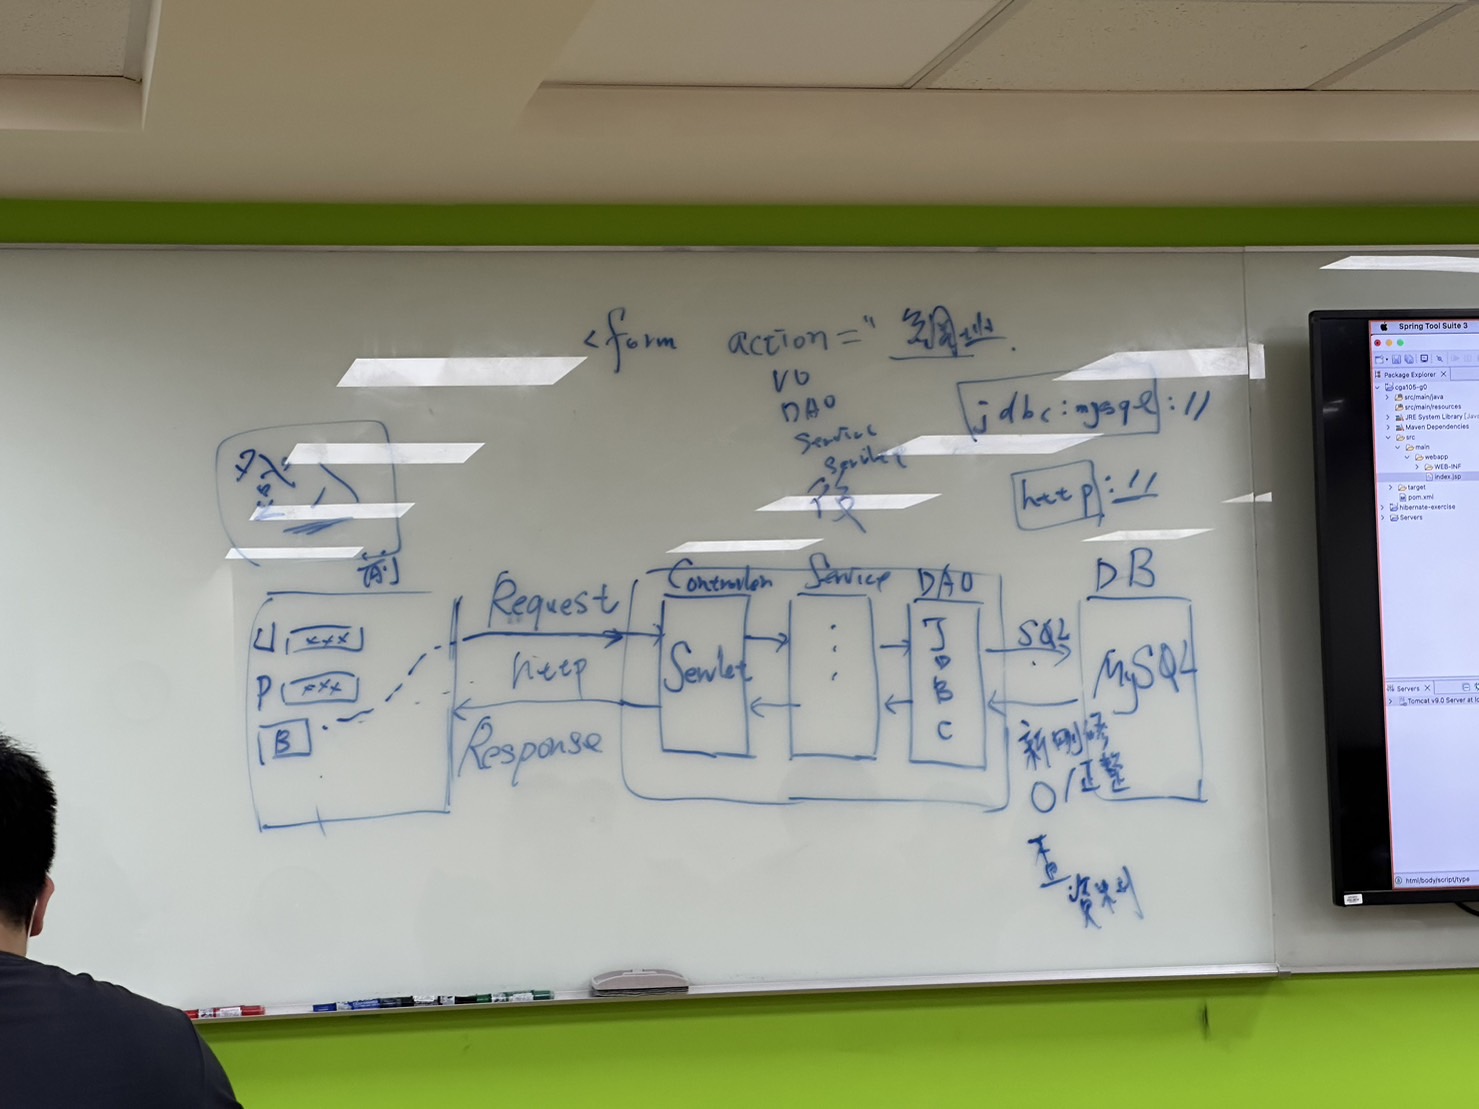 <form action="網址
VO
DAO
Service
Servlet
jdbc:mysql://
http://
U xxx
P xxx
B
Request
http
Response
Controller
Servlet
Service
DAO
JDBC
SQL
DB
MySQL
新刪修
0/正整
查
資料
Spring Tool Suite 3
Package Explorer
cga105-g0
src/main/java
src/main/resources
JRE System Library [Java
Maven Dependencies
src
main
webapp
WEB-INF
index.jsp
target
pom.xml
hibernate-exercise
Servers
Servers
Tomcat v9.0 Server at lo
html/body/script/type